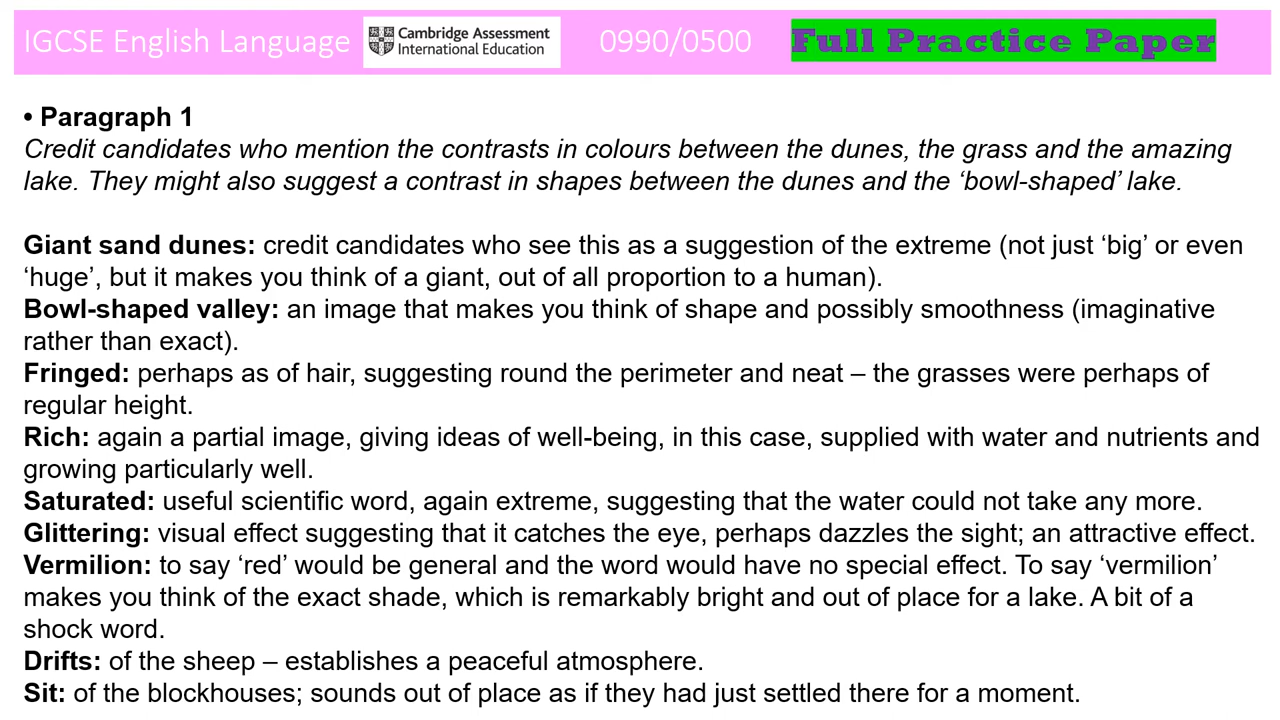 IGCSE English Language Cambridge Assessment International Education 0990/0500 Full Practice Paper
• Paragraph 1
Credit candidates who mention the contrasts in colours between the dunes, the grass and the amazing
lake. They might also suggest a contrast in shapes between the dunes and the ‘bowl-shaped’ lake.
Giant sand dunes: credit candidates who see this as a suggestion of the extreme (not just ‘big’ or even
‘huge’, but it makes you think of a giant, out of all proportion to a human).
Bowl-shaped valley: an image that makes you think of shape and possibly smoothness (imaginative
rather than exact).
Fringed: perhaps as of hair, suggesting round the perimeter and neat – the grasses were perhaps of
regular height.
Rich: again a partial image, giving ideas of well-being, in this case, supplied with water and nutrients and
growing particularly well.
Saturated: useful scientific word, again extreme, suggesting that the water could not take any more.
Glittering: visual effect suggesting that it catches the eye, perhaps dazzles the sight; an attractive effect.
Vermilion: to say ‘red’ would be general and the word would have no special effect. To say ‘vermilion’
makes you think of the exact shade, which is remarkably bright and out of place for a lake. A bit of a
shock word.
Drifts: of the sheep – establishes a peaceful atmosphere.
Sit: of the blockhouses; sounds out of place as if they had just settled there for a moment.